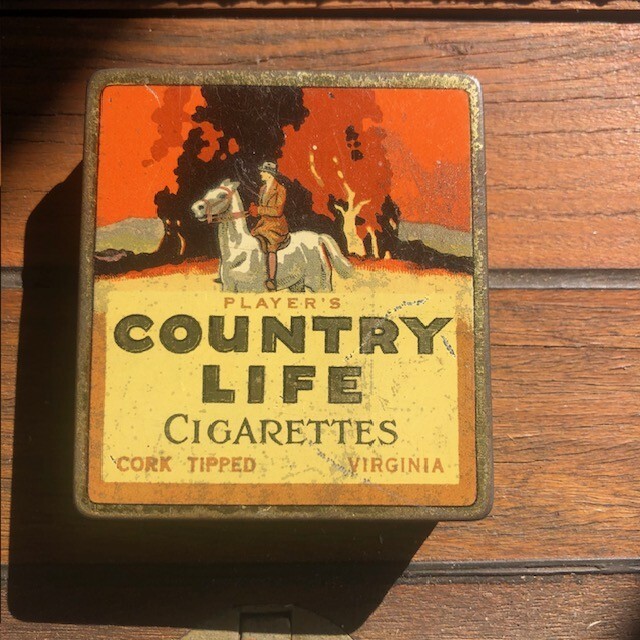 PLAYER'S
COUNTRY
LIFE
CIGARETTES
CORK TIPPED VIRGINIA